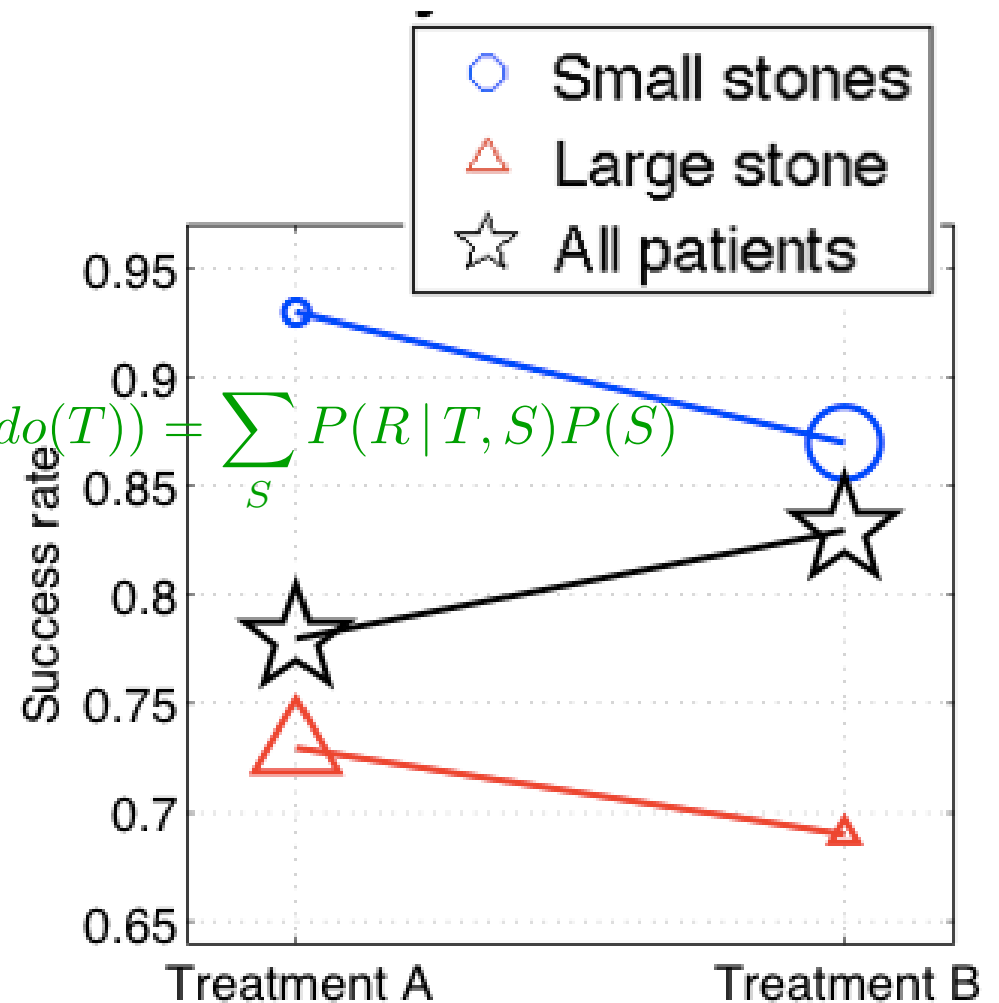 Small stones
Large stone
All patients
0.95
0.9
do(T)) = ∑ P(R | T, S)P(S)
S
0.85
Success rate
0.8
0.75
0.7
0.65
Treatment A
Treatment B